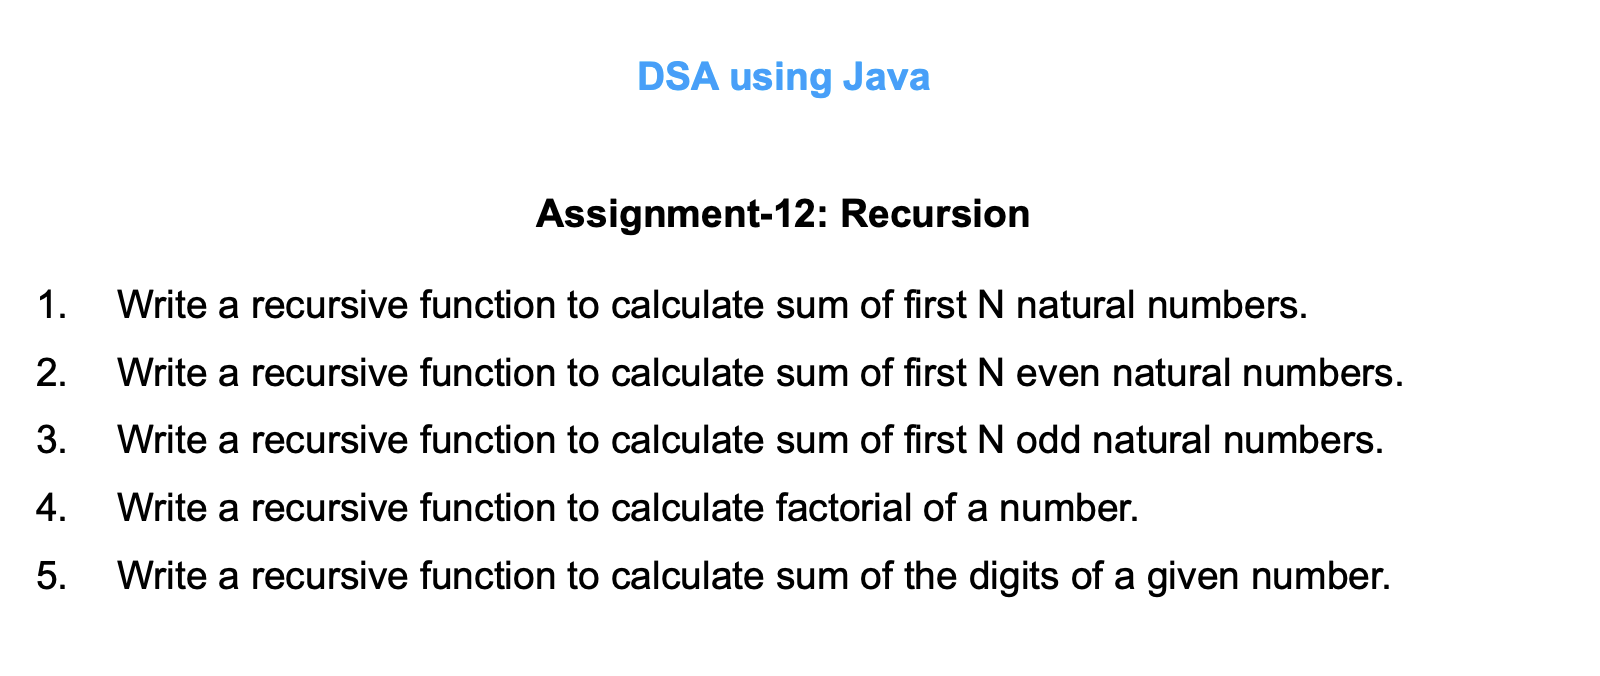 DSA using Java
Assignment-12: Recursion
1. Write a recursive function to calculate sum of first N natural numbers.
2. Write a recursive function to calculate sum of first N even natural numbers.
3. Write a recursive function to calculate sum of first N odd natural numbers.
4. Write a recursive function to calculate factorial of a number.
5. Write a recursive function to calculate sum of the digits of a given number.